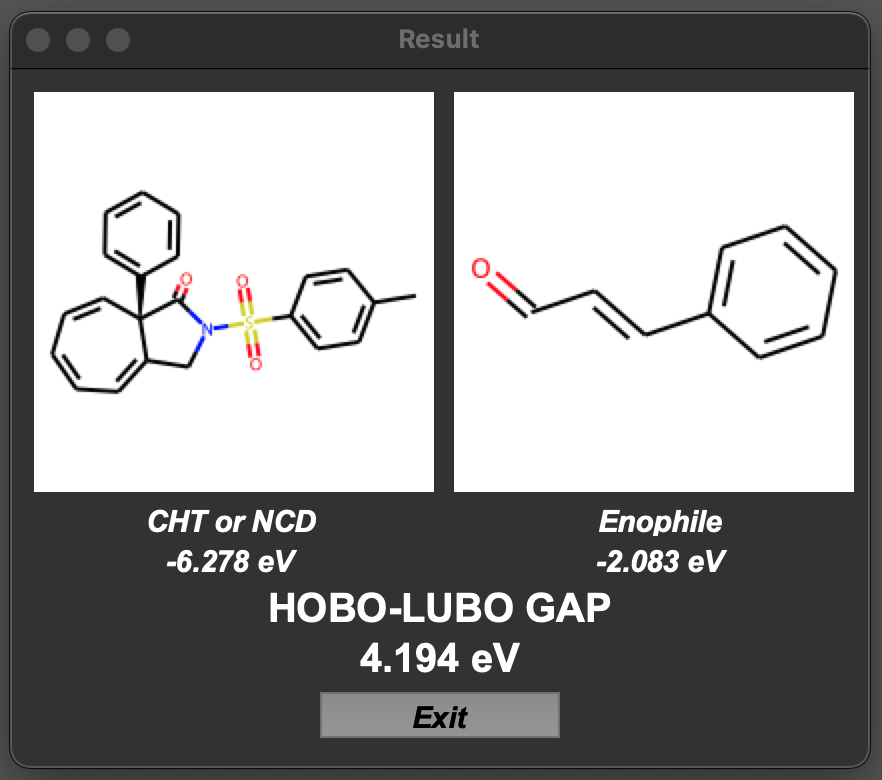 Result
O
O
N
S
O
O
O
CHT or NCD
Enophile
-6.278 eV
-2.083 eV
HOBO-LUBO GAP
4.194 eV
Exit